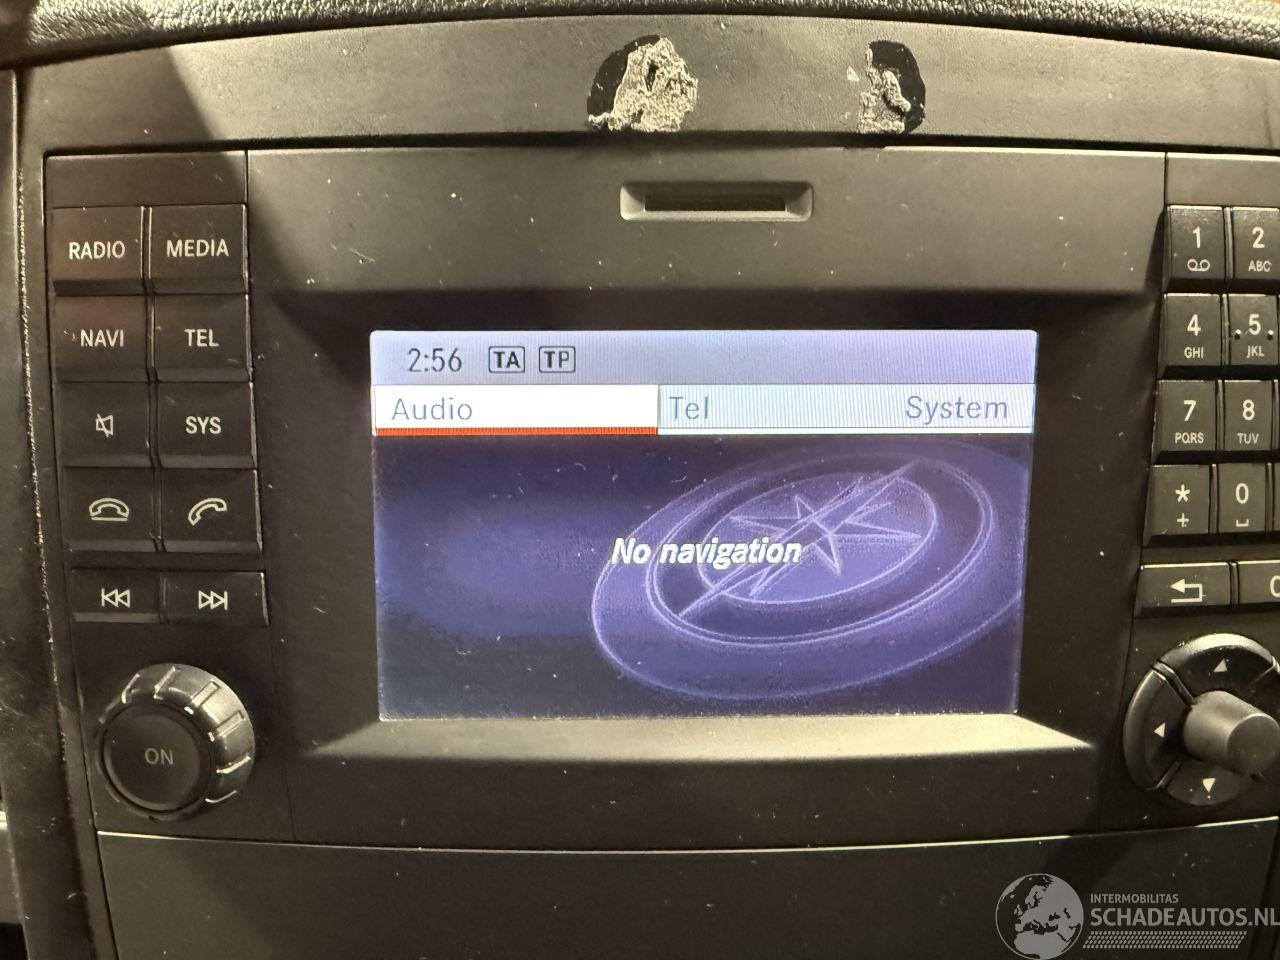 RADIO MEDIA
NAVI TEL
SYS
ON
2:56 TA TP
Audio Tel System
No navigation
1 2
ABC
4 .5.
GHI JKL
7 8
PQRS TUV
* 0
+
INTERMOBILITAS
SCHADEAUTOS.NL